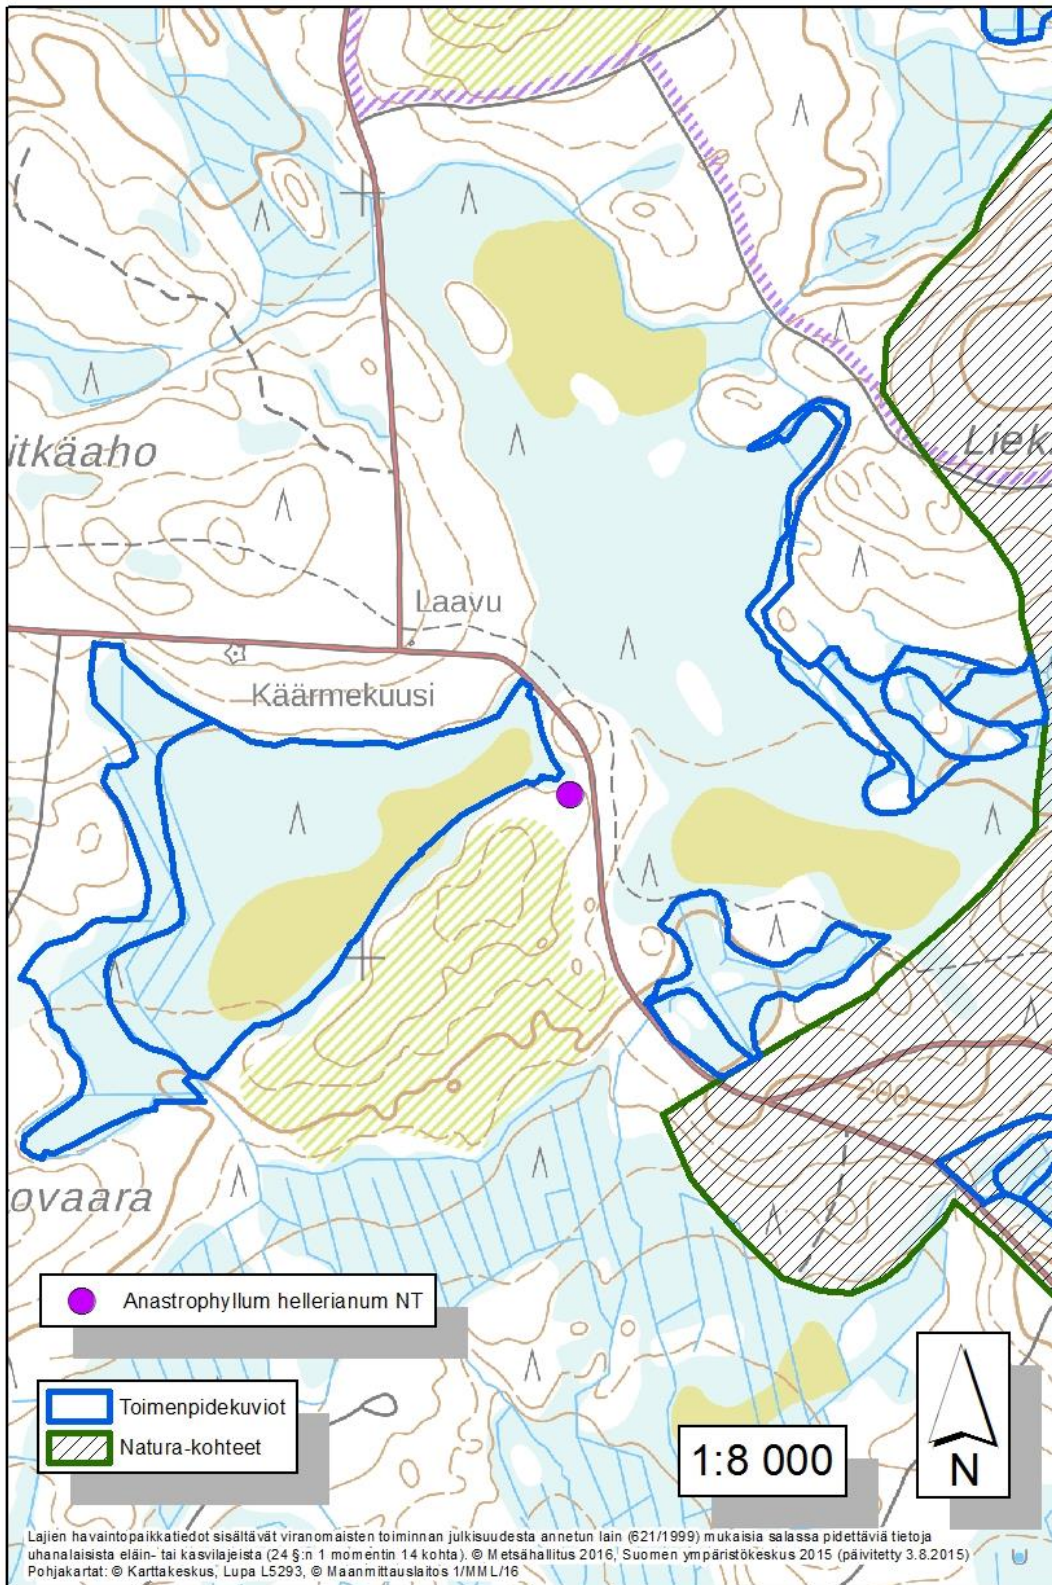 itkäaho
Liek
Laavu
Käärmekuusi
200
ovaara
Anastrophyllum hellerianum NT
Toimenpidekuviot
Natura-kohteet
1:8 000
N
Lajien havaintopaikkatiedot sisältävät viranomaisten toiminnan julkisuudesta annetun lain (621/1999) mukaisia salassa pidettäviä tietoja
uhanalaisista eläin- tai kasvilajeista (24 §:n 1 momentin 14 kohta). © Metsähallitus 2016, Suomen ympäristökeskus 2015 (päivitetty 3.8.2015)
Pohjakartat: © Karttakeskus, Lupa L5293, © Maanmittauslaitos 1/MML/16